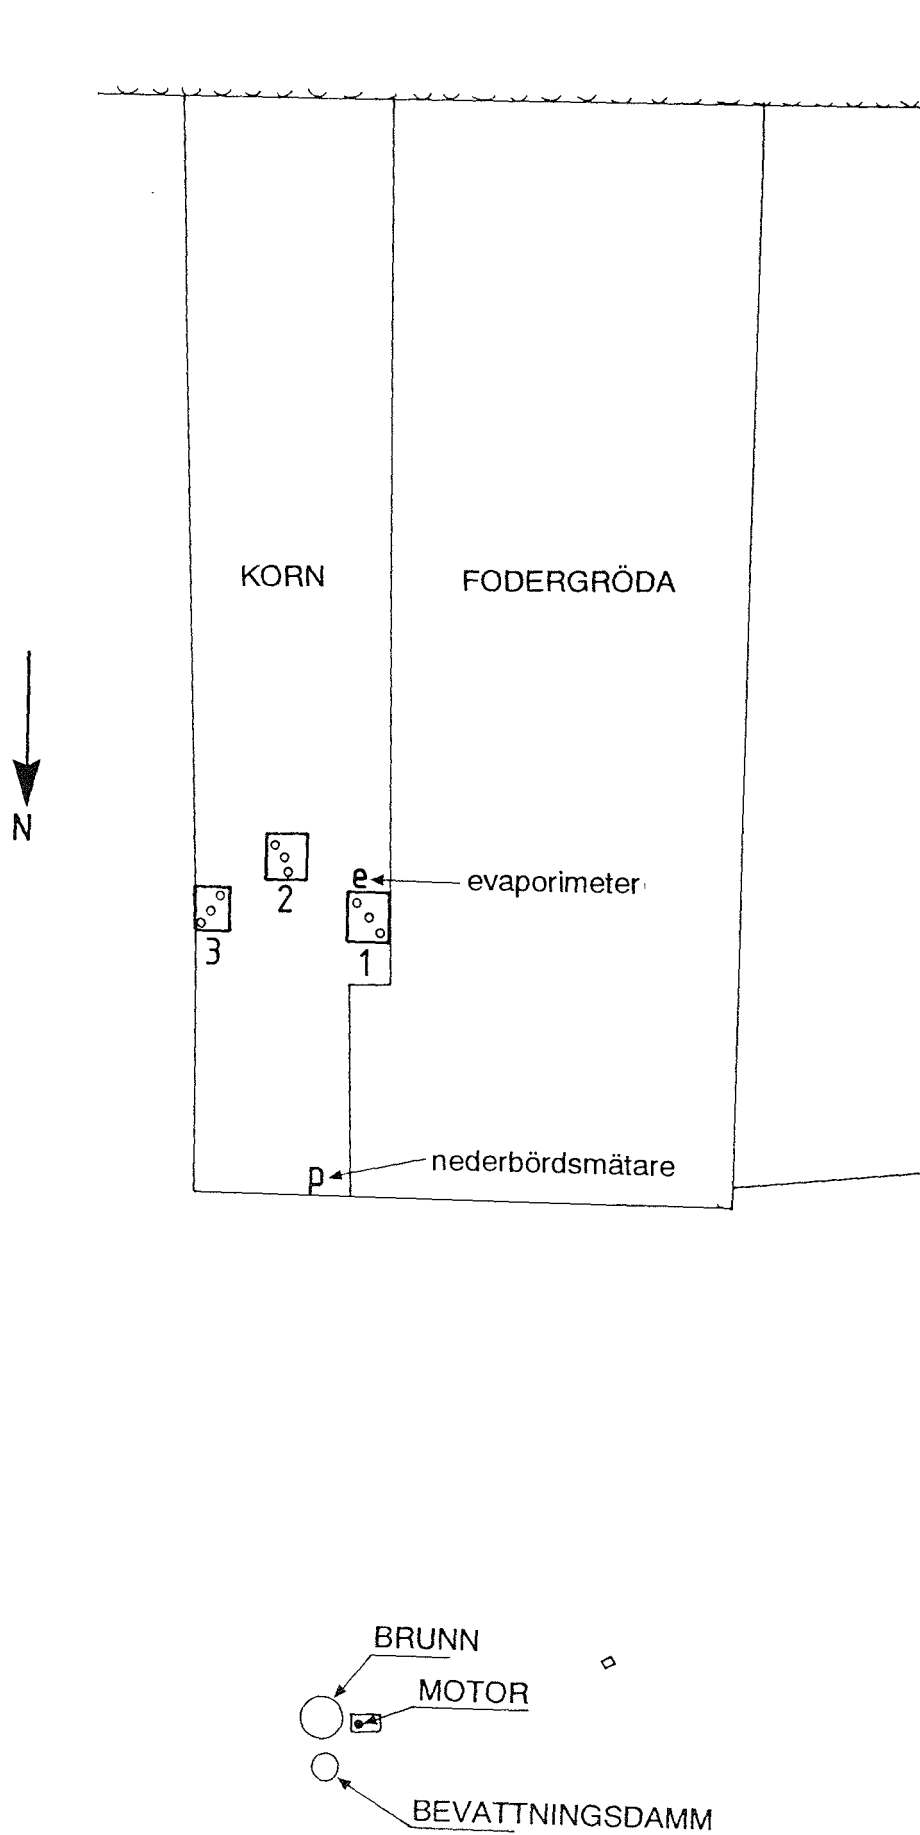 KORN
FODERGRÖDA
N
e
evaporimeter
2
3
1
p
nederbördsmätare
BRUNN
MOTOR
BEVATTNINGSDAMM